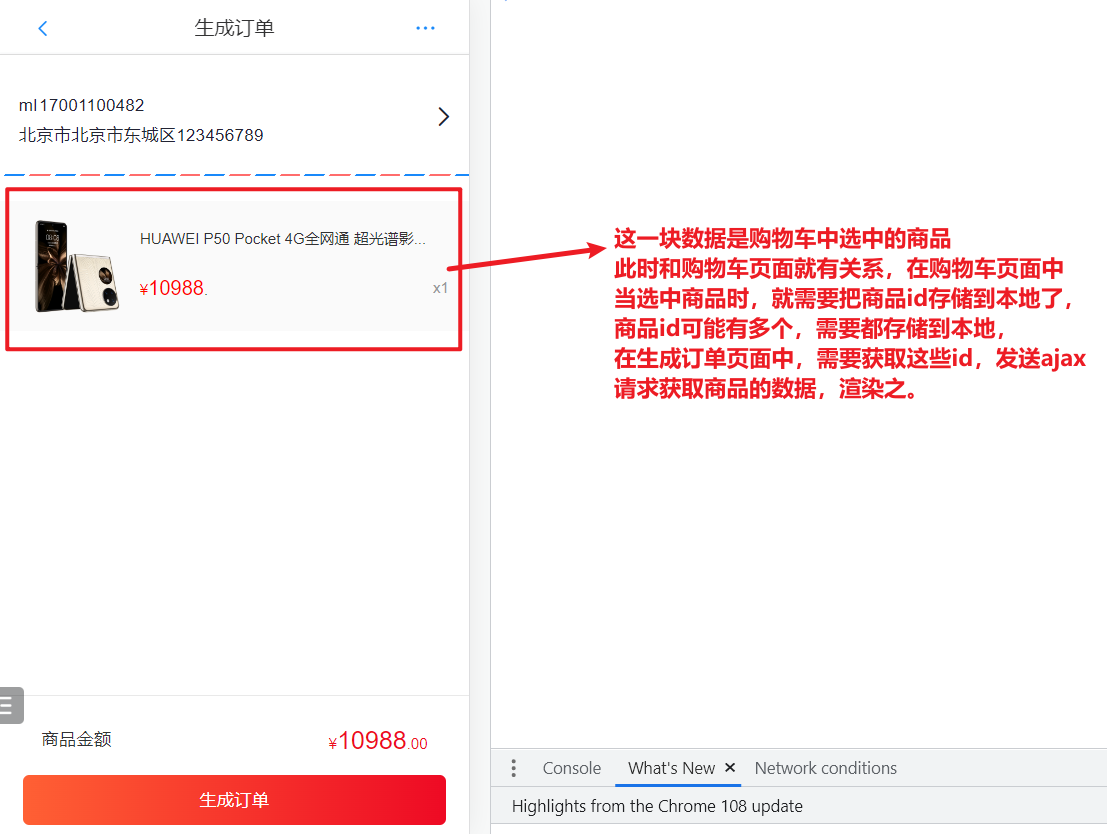 生成订单
...
ml17001100482
北京市北京市东城区123456789
HUAWEI P50 Pocket 4G全网通 超光谱影...
¥10988.
x1
这一块数据是购物车中选中的商品
此时和购物车页面就有关系，在购物车页面中
当选中商品时，就需要把商品id存储到本地了，
商品id可能有多个，需要都存储到本地，
在生成订单页面中，需要获取这些id，发送ajax
请求获取商品的数据，渲染之。
商品金额
¥10988.00
生成订单
Console
What's New ×
Network conditions
Highlights from the Chrome 108 update